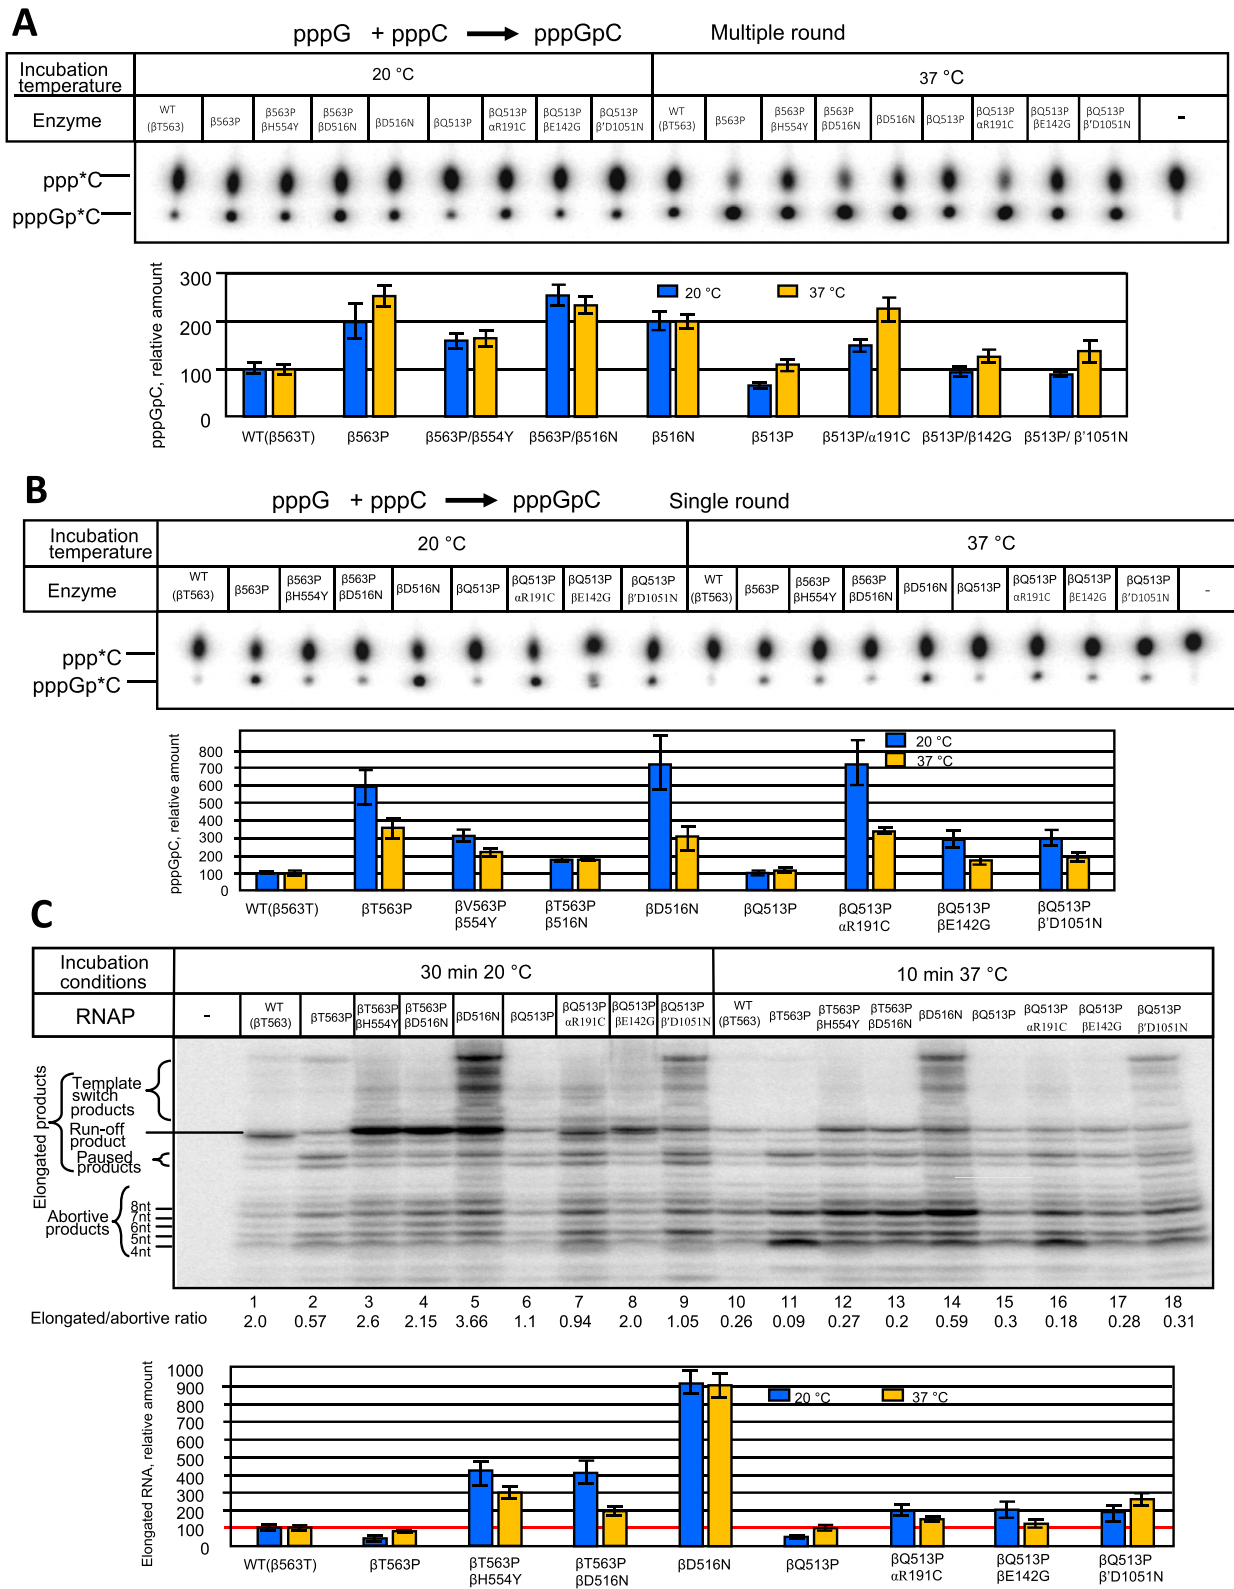 A
pppG + pppC → pppGpC Multiple round
Incubation temperature 20 °C 37 °C
Enzyme WT (βT563) β563P β563P βH554Y β563P βD516N βD516N βQ513P βQ513P αR191C βQ513P βE142G βQ513P β'D1051N WT (βT563) β563P β563P βH554Y β563P βD516N βD516N βQ513P βQ513P αR191C βQ513P βE142G βQ513P β'D1051N -
ppp*C
pppGp*C
pppGpC, relative amount
300
200
100
0
20 °C 37 °C
WT(β563T) β563P β563P/β554Y β563P/β516N β516N β513P β513P/α191C β513P/β142G β513P/ β'1051N
B
pppG + pppC → pppGpC Single round
Incubation temperature 20 °C 37 °C
Enzyme WT (βT563) β563P β563P βH554Y β563P βD516N βD516N βQ513P βQ513P αR191C βQ513P βE142G βQ513P β'D1051N WT (βT563) β563P β563P βH554Y β563P βD516N βD516N βQ513P βQ513P αR191C βQ513P βE142G βQ513P β'D1051N -
ppp*C
pppGp*C
pppGpC, relative amount
800
700
600
500
400
300
200
100
0
20 °C
37 °C
WT(β563T) βT563P βV563P β554Y βT563P β516N βD516N βQ513P βQ513P αR191C βQ513P βE142G βQ513P β'D1051N
C
Incubation conditions 30 min 20 °C 10 min 37 °C
RNAP - WT (βT563) βT563P βT563P βH554Y βT563P βD516N βD516N βQ513P βQ513P αR191C βQ513P βE142G βQ513P β'D1051N WT (βT563) βT563P βT563P βH554Y βT563P βD516N βD516N βQ513P βQ513P αR191C βQ513P βE142G βQ513P β'D1051N
Elongated products
Template switch products
Run-off product
Paused products
Abortive products
8nt
7nt
6nt
5nt
4nt
1 2 3 4 5 6 7 8 9 10 11 12 13 14 15 16 17 18
Elongated/abortive ratio 2.0 0.57 2.6 2.15 3.66 1.1 0.94 2.0 1.05 0.26 0.09 0.27 0.2 0.59 0.3 0.18 0.28 0.31
Elongated RNA, relative amount
1000
900
800
700
600
500
400
300
200
100
0
20 °C 37 °C
WT(β563T) βT563P βT563P βH554Y βT563P βD516N βD516N βQ513P βQ513P αR191C βQ513P βE142G βQ513P β'D1051N